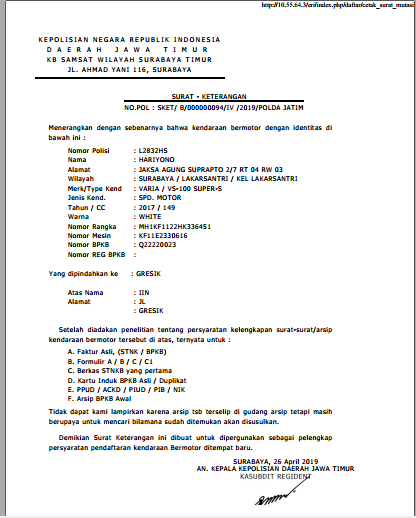 http://10.55.64.3/eri/index.php/daftar/cetak_surat_mutasi
KEPOLISIAN NEGARA REPUBLIK INDONESIA
D A E R A H J A W A T I M U R
KB SAMSAT WILAYAH SURABAYA TIMUR
JL. AHMAD YANI 116, SURABAYA
SURAT - KETERANGAN
NO.POL : SKET/ B/000000094/IV /2019/POLDA JATIM
Menerangkan dengan sebenarnya bahwa kendaraan bermotor dengan identitas di
bawah ini :
Nomor Polisi : L2832HS
Nama : HARIYONO
Alamat : JAKSA AGUNG SUPRAPTO 2/7 RT 04 RW 03
Wilayah : SURABAYA / LAKARSANTRI / KEL LAKARSANTRI
Merk/Type Kend : VARIA / VS-100 SUPER-S
Jenis Kend. : SPD. MOTOR
Tahun / CC : 2017 / 149
Warna : WHITE
Nomor Rangka : MH1KF1122HK336451
Nomor Mesin : KF11E2330616
Nomor BPKB : Q22220023
Nomor REG BPKB :
Yang dipindahkan ke : GRESIK
Atas Nama : IIN
Alamat : JL
: GRESIK
Setelah diadakan penelitian tentang persyaratan kelengkapan surat-surat/arsip
kendaraan bermotor tersebut di atas, ternyata untuk :
A. Faktur Asli, (STNK / BPKB)
B. Formulir A / B / C / C1
C. Berkas STNKB yang pertama
D. Kartu Induk BPKB Asli / Duplikat
E. PPUD / ACKD / PIUD / PIB / NIK
F. Arsip BPKB Awal
Tidak dapat kami lampirkan karena arsip tsb terselip di gudang arsip tetapi masih
berupaya untuk mencari bilamana sudah ditemukan akan disusulkan.
Demikian Surat Keterangan ini dibuat untuk dipergunakan sebagai pelengkap
persyaratan pendaftaran kendaraan Bermotor ditempat baru.
SURABAYA, 26 April 2019
AN. KEPALA KEPOLISIAN DAERAH JAWA TIMUR
KASUBDIT REGIDENT